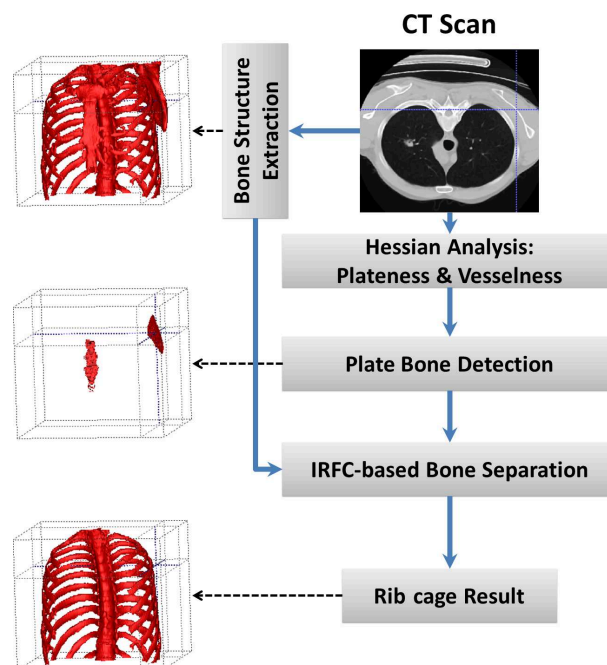 CT Scan
Bone Structure
Extraction
Hessian Analysis:
Plateness & Vesselness
Plate Bone Detection
IRFC-based Bone Separation
Rib cage Result